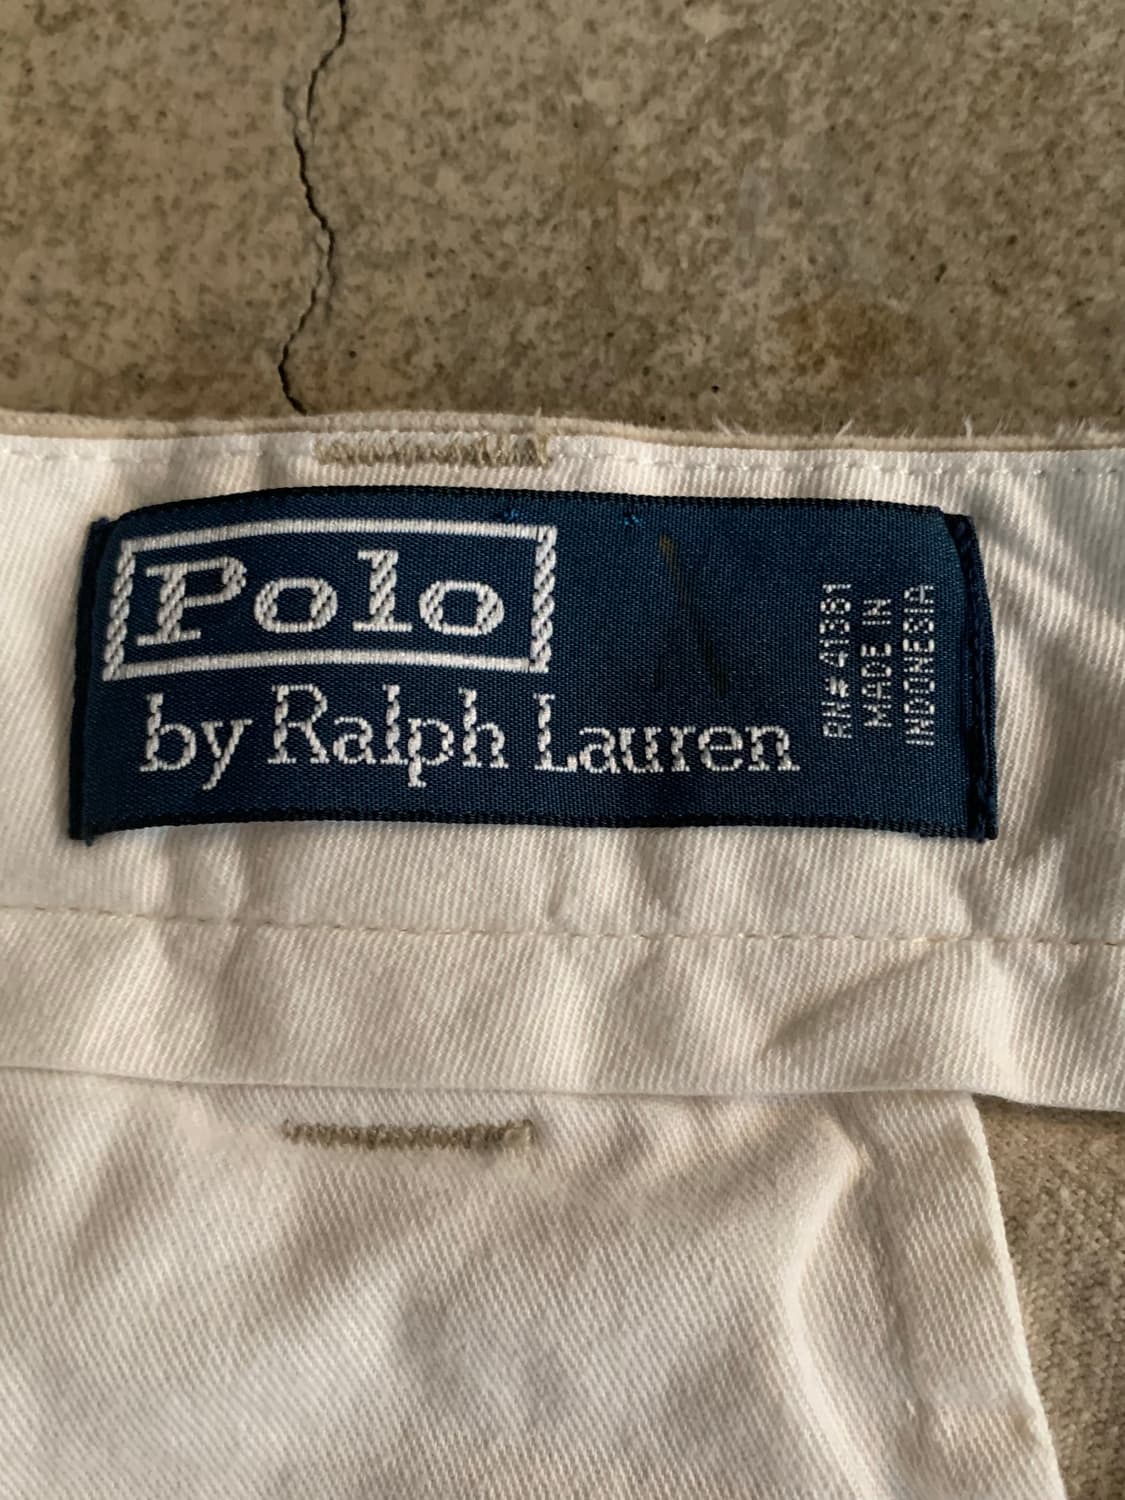 Polo
by Ralph Lauren
RN# 41381
MADE IN
INDONESIA